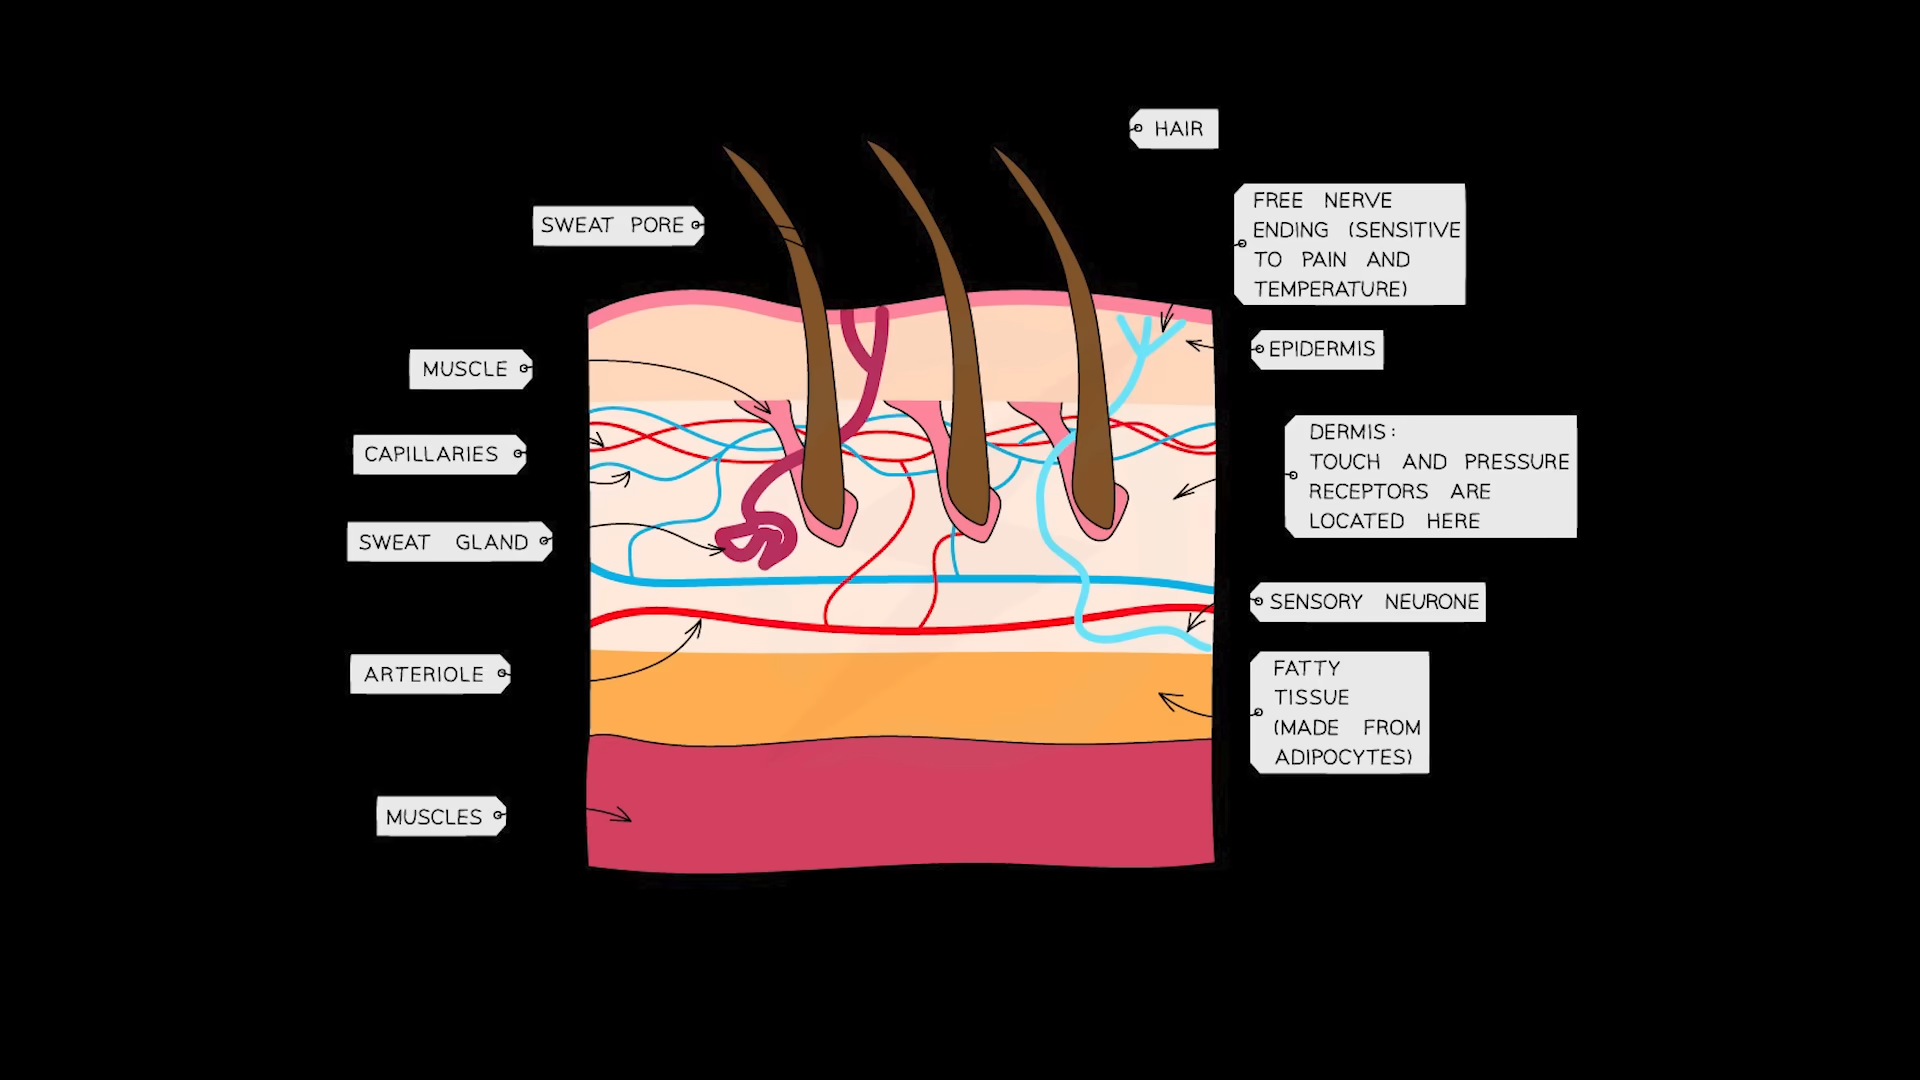 HAIR
FREE NERVE
ENDING (SENSITIVE
TO PAIN AND
TEMPERATURE)
SWEAT PORE
EPIDERMIS
MUSCLE
DERMIS:
TOUCH AND PRESSURE
RECEPTORS ARE
LOCATED HERE
CAPILLARIES
SWEAT GLAND
SENSORY NEURONE
ARTERIOLE
FATTY
TISSUE
(MADE FROM
ADIPOCYTES)
MUSCLES